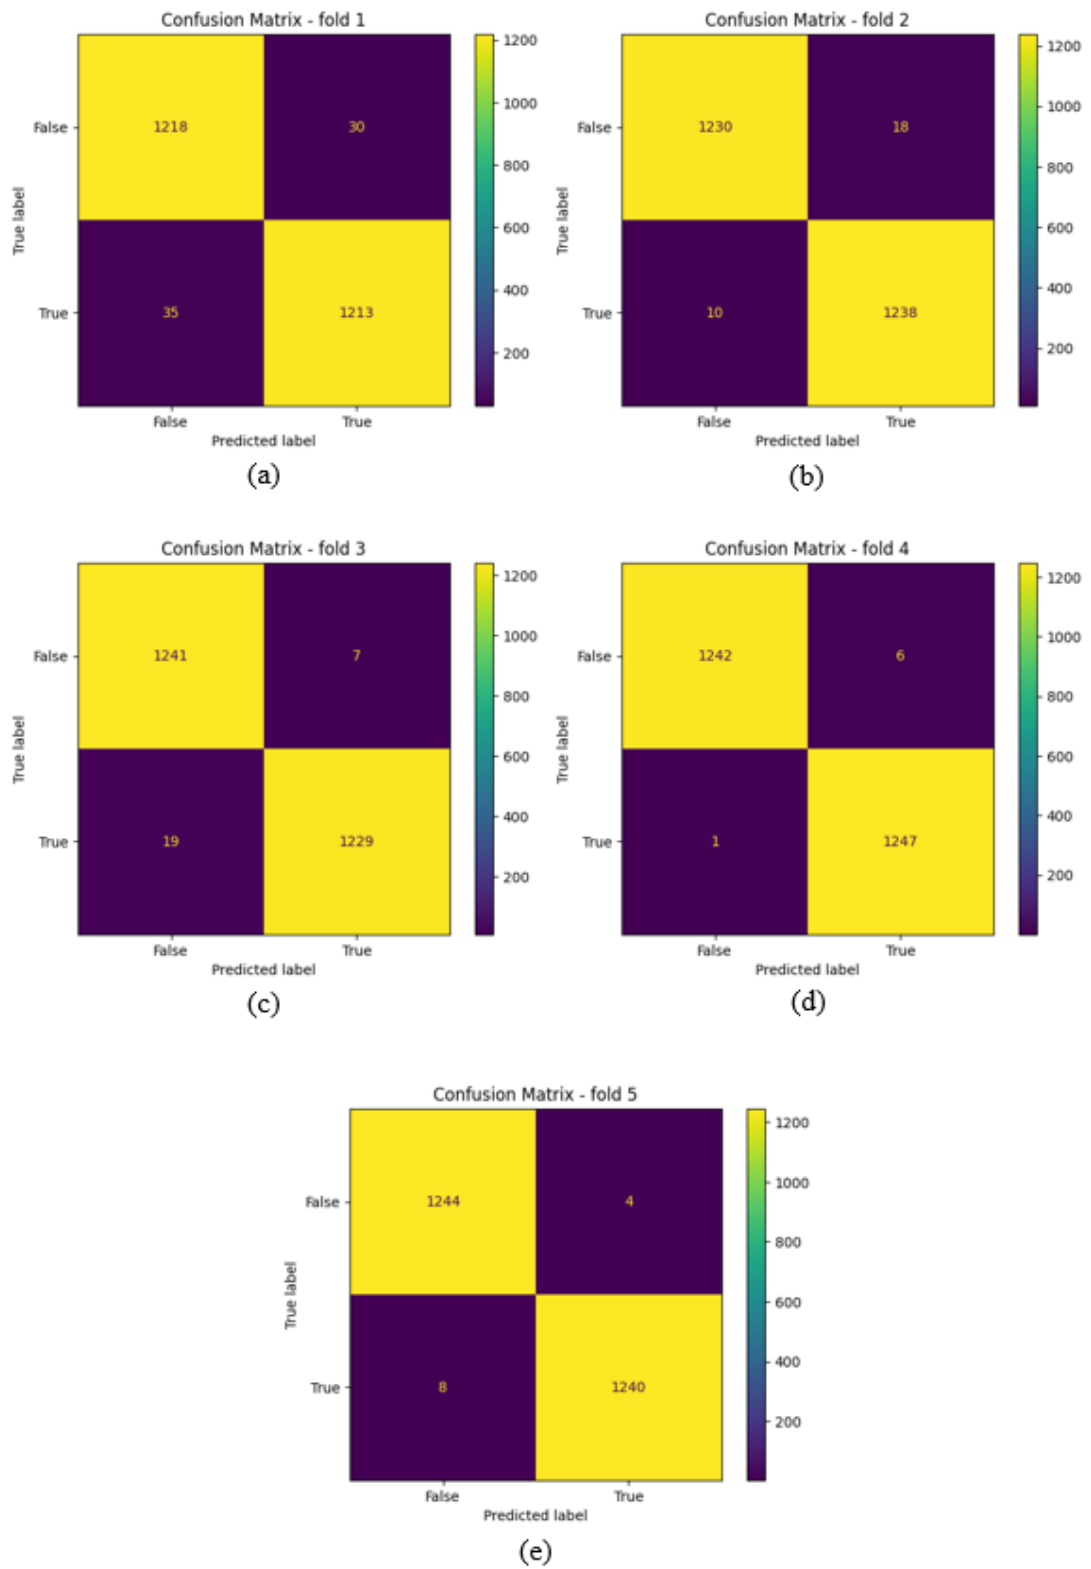 Confusion Matrix - fold 1
1200
1000
800
600
400
200
True label
False
1218
30
True
35
1213
False
True
Predicted label
(a)
Confusion Matrix - fold 2
1200
1000
800
600
400
200
True label
False
1230
18
True
10
1238
False
True
Predicted label
(b)
Confusion Matrix - fold 3
1200
1000
800
600
400
200
True label
False
1241
7
True
19
1229
False
True
Predicted label
(c)
Confusion Matrix - fold 4
1200
1000
800
600
400
200
True label
False
1242
6
True
1
1247
False
True
Predicted label
(d)
Confusion Matrix - fold 5
1200
1000
800
600
400
200
True label
False
1244
4
True
8
1240
False
True
Predicted label
(e)